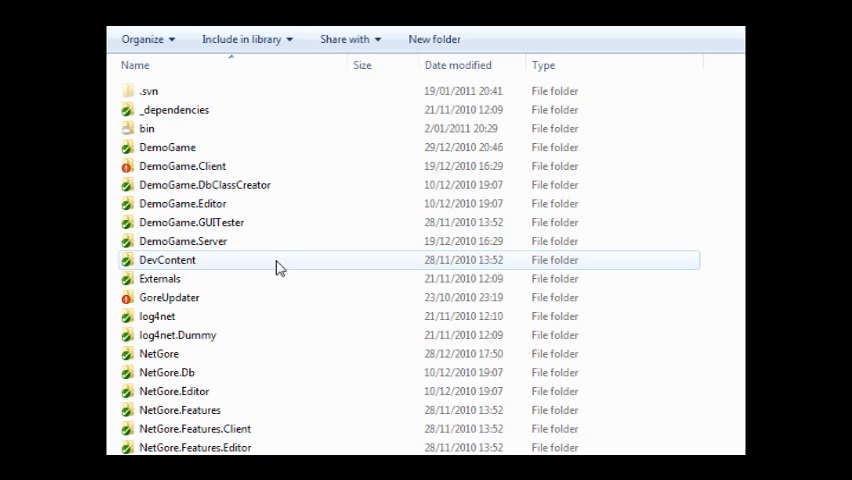 Organize Include in library Share with New folder
Name Size Date modified Type
.svn 19/01/2011 20:41 File folder
_dependencies 21/11/2010 12:09 File folder
bin 2/01/2011 20:29 File folder
DemoGame 29/12/2010 20:46 File folder
DemoGame.Client 19/12/2010 16:29 File folder
DemoGame.DbClassCreator 10/12/2010 19:07 File folder
DemoGame.Editor 10/12/2010 19:07 File folder
DemoGame.GUITester 28/11/2010 13:52 File folder
DemoGame.Server 19/12/2010 16:29 File folder
DevContent 28/11/2010 13:52 File folder
Externals 21/11/2010 12:09 File folder
GoreUpdater 23/10/2010 23:19 File folder
log4net 21/11/2010 12:10 File folder
log4net.Dummy 21/11/2010 12:09 File folder
NetGore 28/12/2010 17:50 File folder
NetGore.Db 10/12/2010 19:07 File folder
NetGore.Editor 10/12/2010 19:07 File folder
NetGore.Features 28/11/2010 13:52 File folder
NetGore.Features.Client 28/11/2010 13:52 File folder
NetGore.Features.Editor 28/11/2010 13:52 File folder